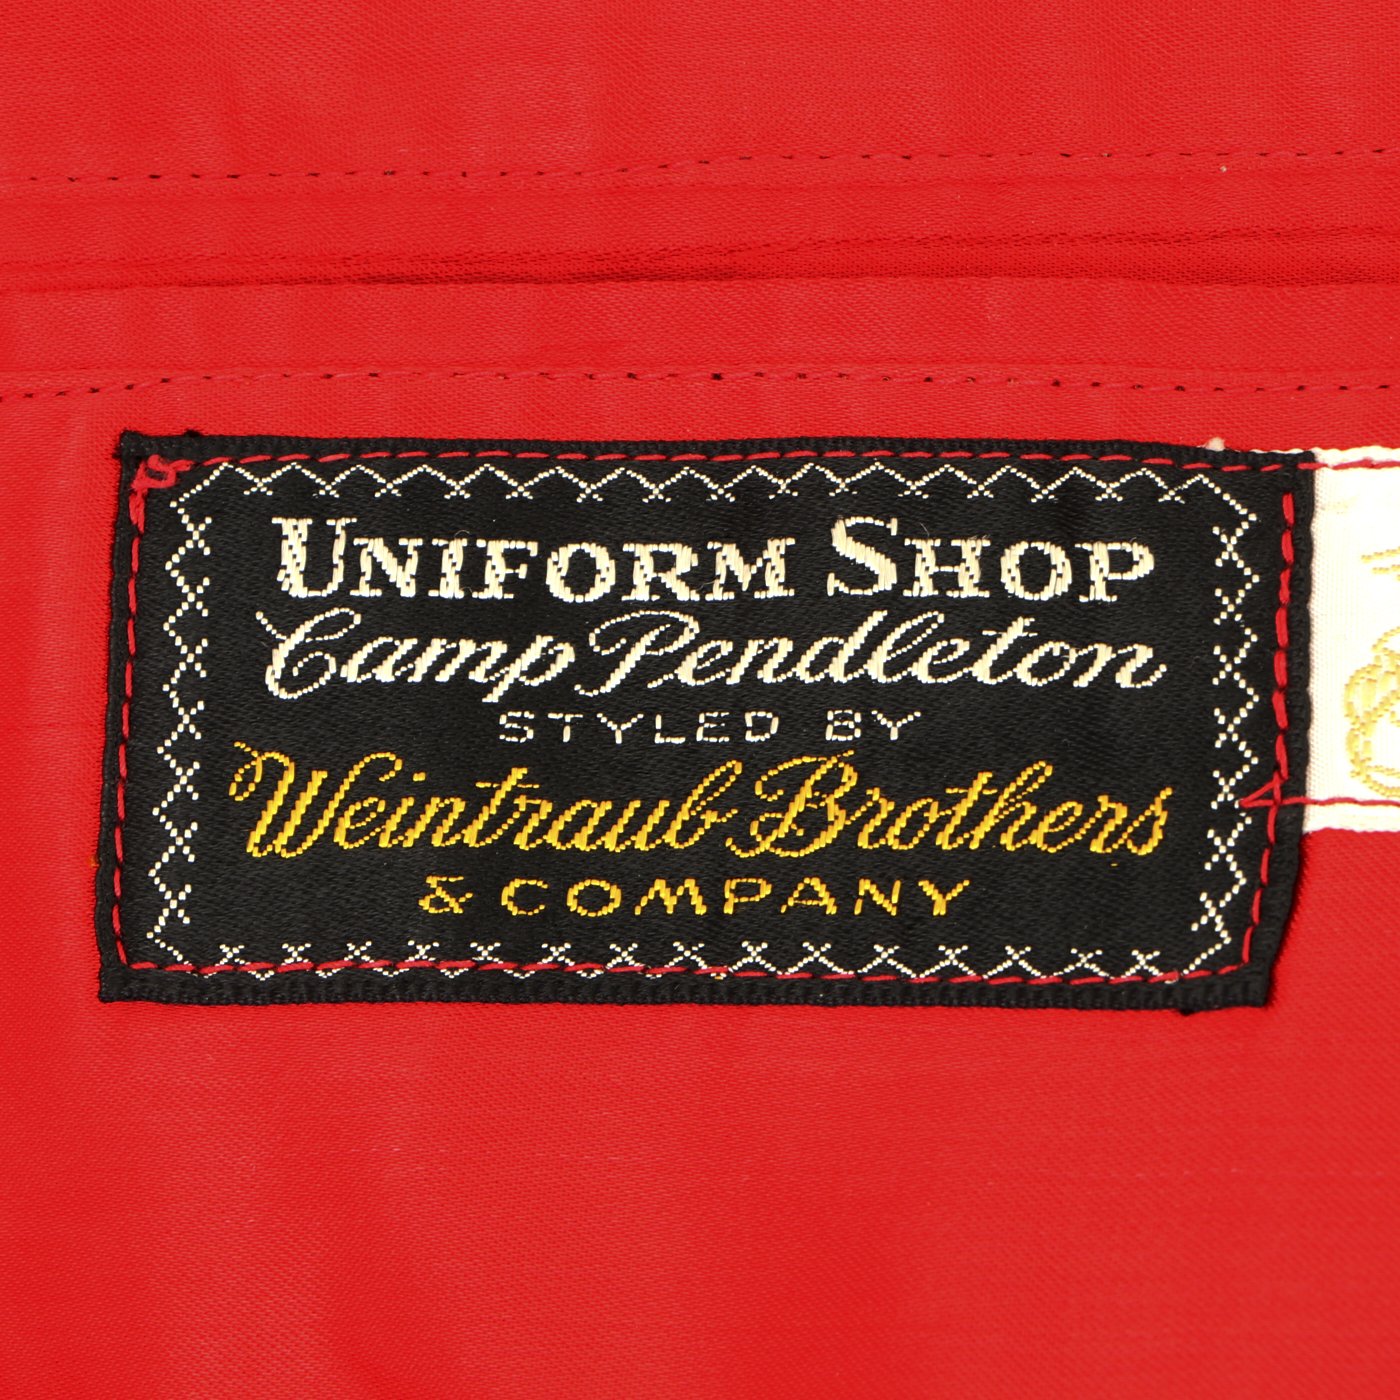 UNIFORM SHOP
Camp Pendleton
STYLED BY
Weintraub Brothers
& COMPANY